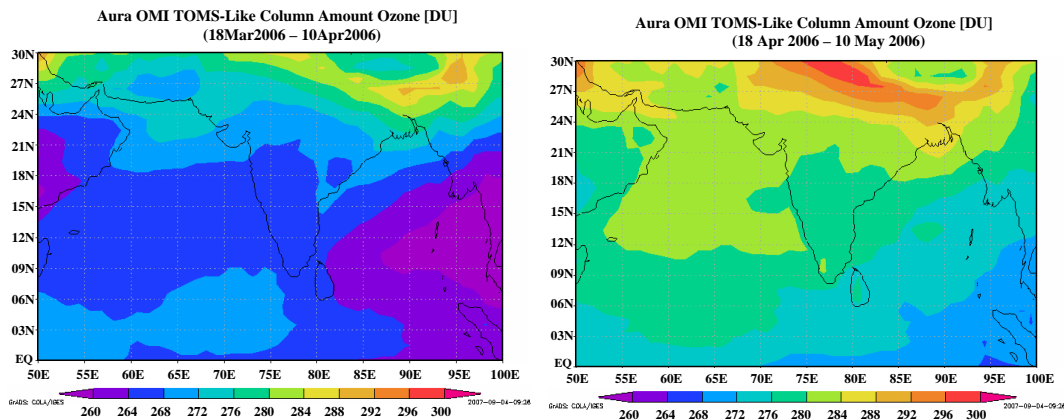 Aura OMI TOMS-Like Column Amount Ozone [DU]
(18Mar2006 – 10Apr2006)
30N
27N
24N
21N
18N
15N
12N
09N
06N
03N
EQ
50E 55E 60E 65E 70E 75E 80E 85E 90E 95E 100E
GrADS: COLA/IGES
2007-09-04-09:26
260 264 268 272 276 280 284 288 292 296 300
Aura OMI TOMS-Like Column Amount Ozone [DU]
(18 Apr 2006 – 10 May 2006)
30N
27N
24N
21N
18N
15N
12N
09N
06N
03N
EQ
50E 55E 60E 65E 70E 75E 80E 85E 90E 95E 100E
GrADS: COLA/IGES
260 264 268 272 276 280 284 288 292 296 300